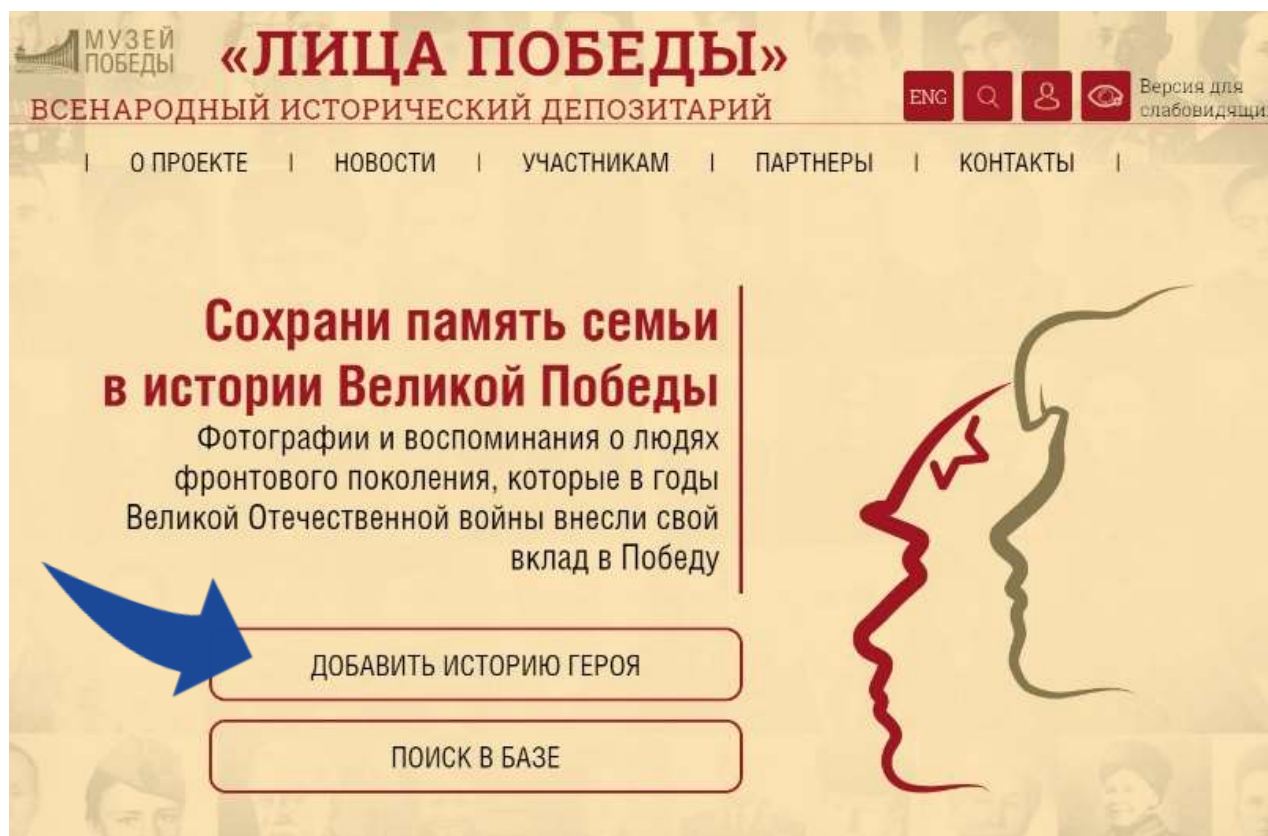 МУЗЕЙ
ПОБЕДЫ
«ЛИЦА ПОБЕДЫ»
ВСЕНАРОДНЫЙ ИСТОРИЧЕСКИЙ ДЕПОЗИТАРИЙ
ENG
Версия для
слабовидящи
О ПРОЕКТЕ | НОВОСТИ | УЧАСТНИКАМ | ПАРТНЕРЫ | КОНТАКТЫ
Сохрани память семьи
в истории Великой Победы
Фотографии и воспоминания о людях
фронтового поколения, которые в годы
Великой Отечественной войны внесли свой
вклад в Победу
ДОБАВИТЬ ИСТОРИЮ ГЕРОЯ
ПОИСК В БАЗЕ